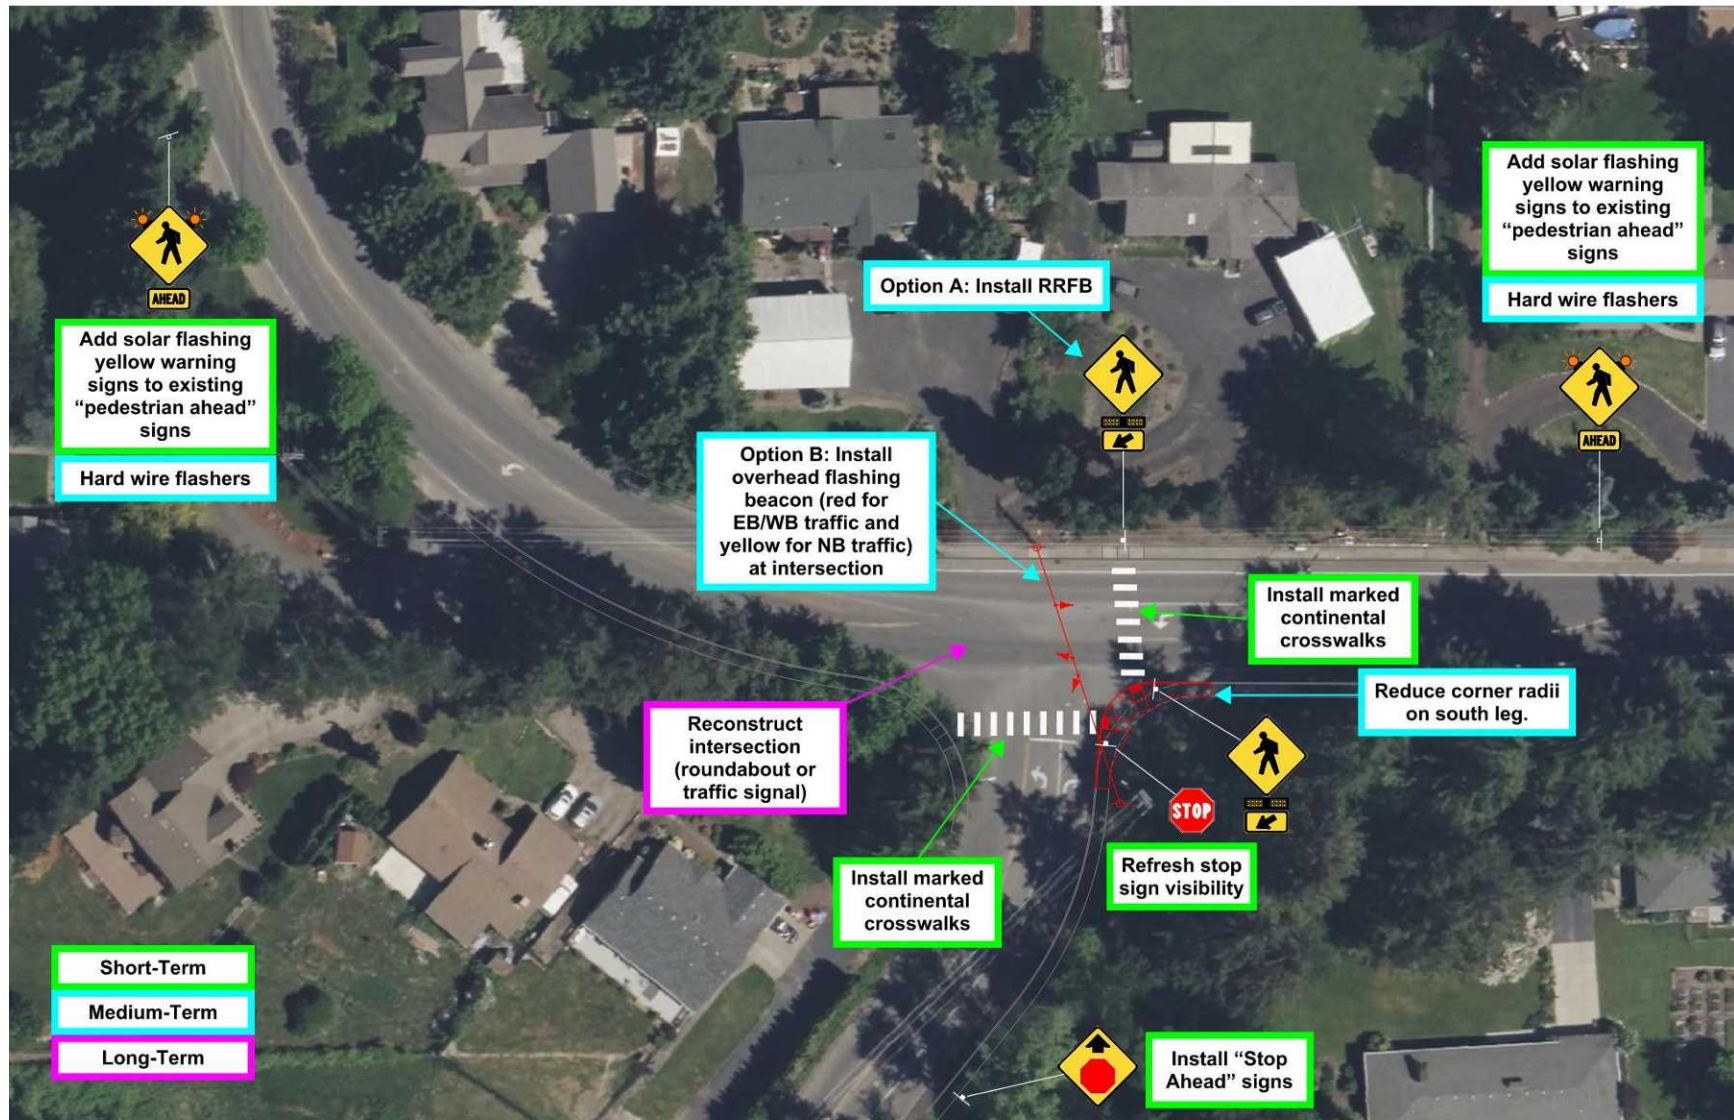 Add solar flashing
yellow warning
signs to existing
“pedestrian ahead”
signs
Hard wire flashers
AHEAD
Add solar flashing
yellow warning
signs to existing
“pedestrian ahead”
signs
Hard wire flashers
AHEAD
Option A: Install RRFB
Option B: Install
overhead flashing
beacon (red for
EB/WB traffic and
yellow for NB traffic)
at intersection
Install marked
continental
crosswalks
Reduce corner radii
on south leg.
Reconstruct
intersection
(roundabout or
traffic signal)
STOP
Refresh stop
sign visibility
Install marked
continental
crosswalks
Install “Stop
Ahead” signs
Short-Term
Medium-Term
Long-Term